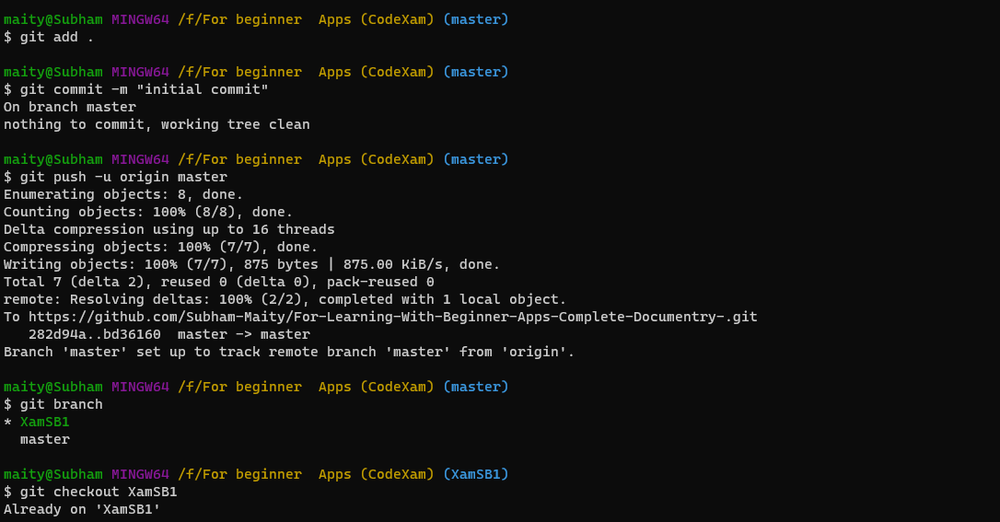 maity@Subham MINGW64 /f/For beginner  Apps (CodeXam) (master)
$ git add .
maity@Subham MINGW64 /f/For beginner  Apps (CodeXam) (master)
$ git commit -m "initial commit"
On branch master
nothing to commit, working tree clean
maity@Subham MINGW64 /f/For beginner  Apps (CodeXam) (master)
$ git push -u origin master
Enumerating objects: 8, done.
Counting objects: 100% (8/8), done.
Delta compression using up to 16 threads
Compressing objects: 100% (7/7), done.
Writing objects: 100% (7/7), 875 bytes | 875.00 KiB/s, done.
Total 7 (delta 2), reused 0 (delta 0), pack-reused 0
remote: Resolving deltas: 100% (2/2), completed with 1 local object.
To https://github.com/Subham-Maity/For-Learning-With-Beginner-Apps-Complete-Documentry-.git
   282d94a..bd36160  master -> master
Branch 'master' set up to track remote branch 'master' from 'origin'.
maity@Subham MINGW64 /f/For beginner  Apps (CodeXam) (master)
$ git branch
* XamSB1
  master
maity@Subham MINGW64 /f/For beginner  Apps (CodeXam) (XamSB1)
$ git checkout XamSB1
Already on 'XamSB1'